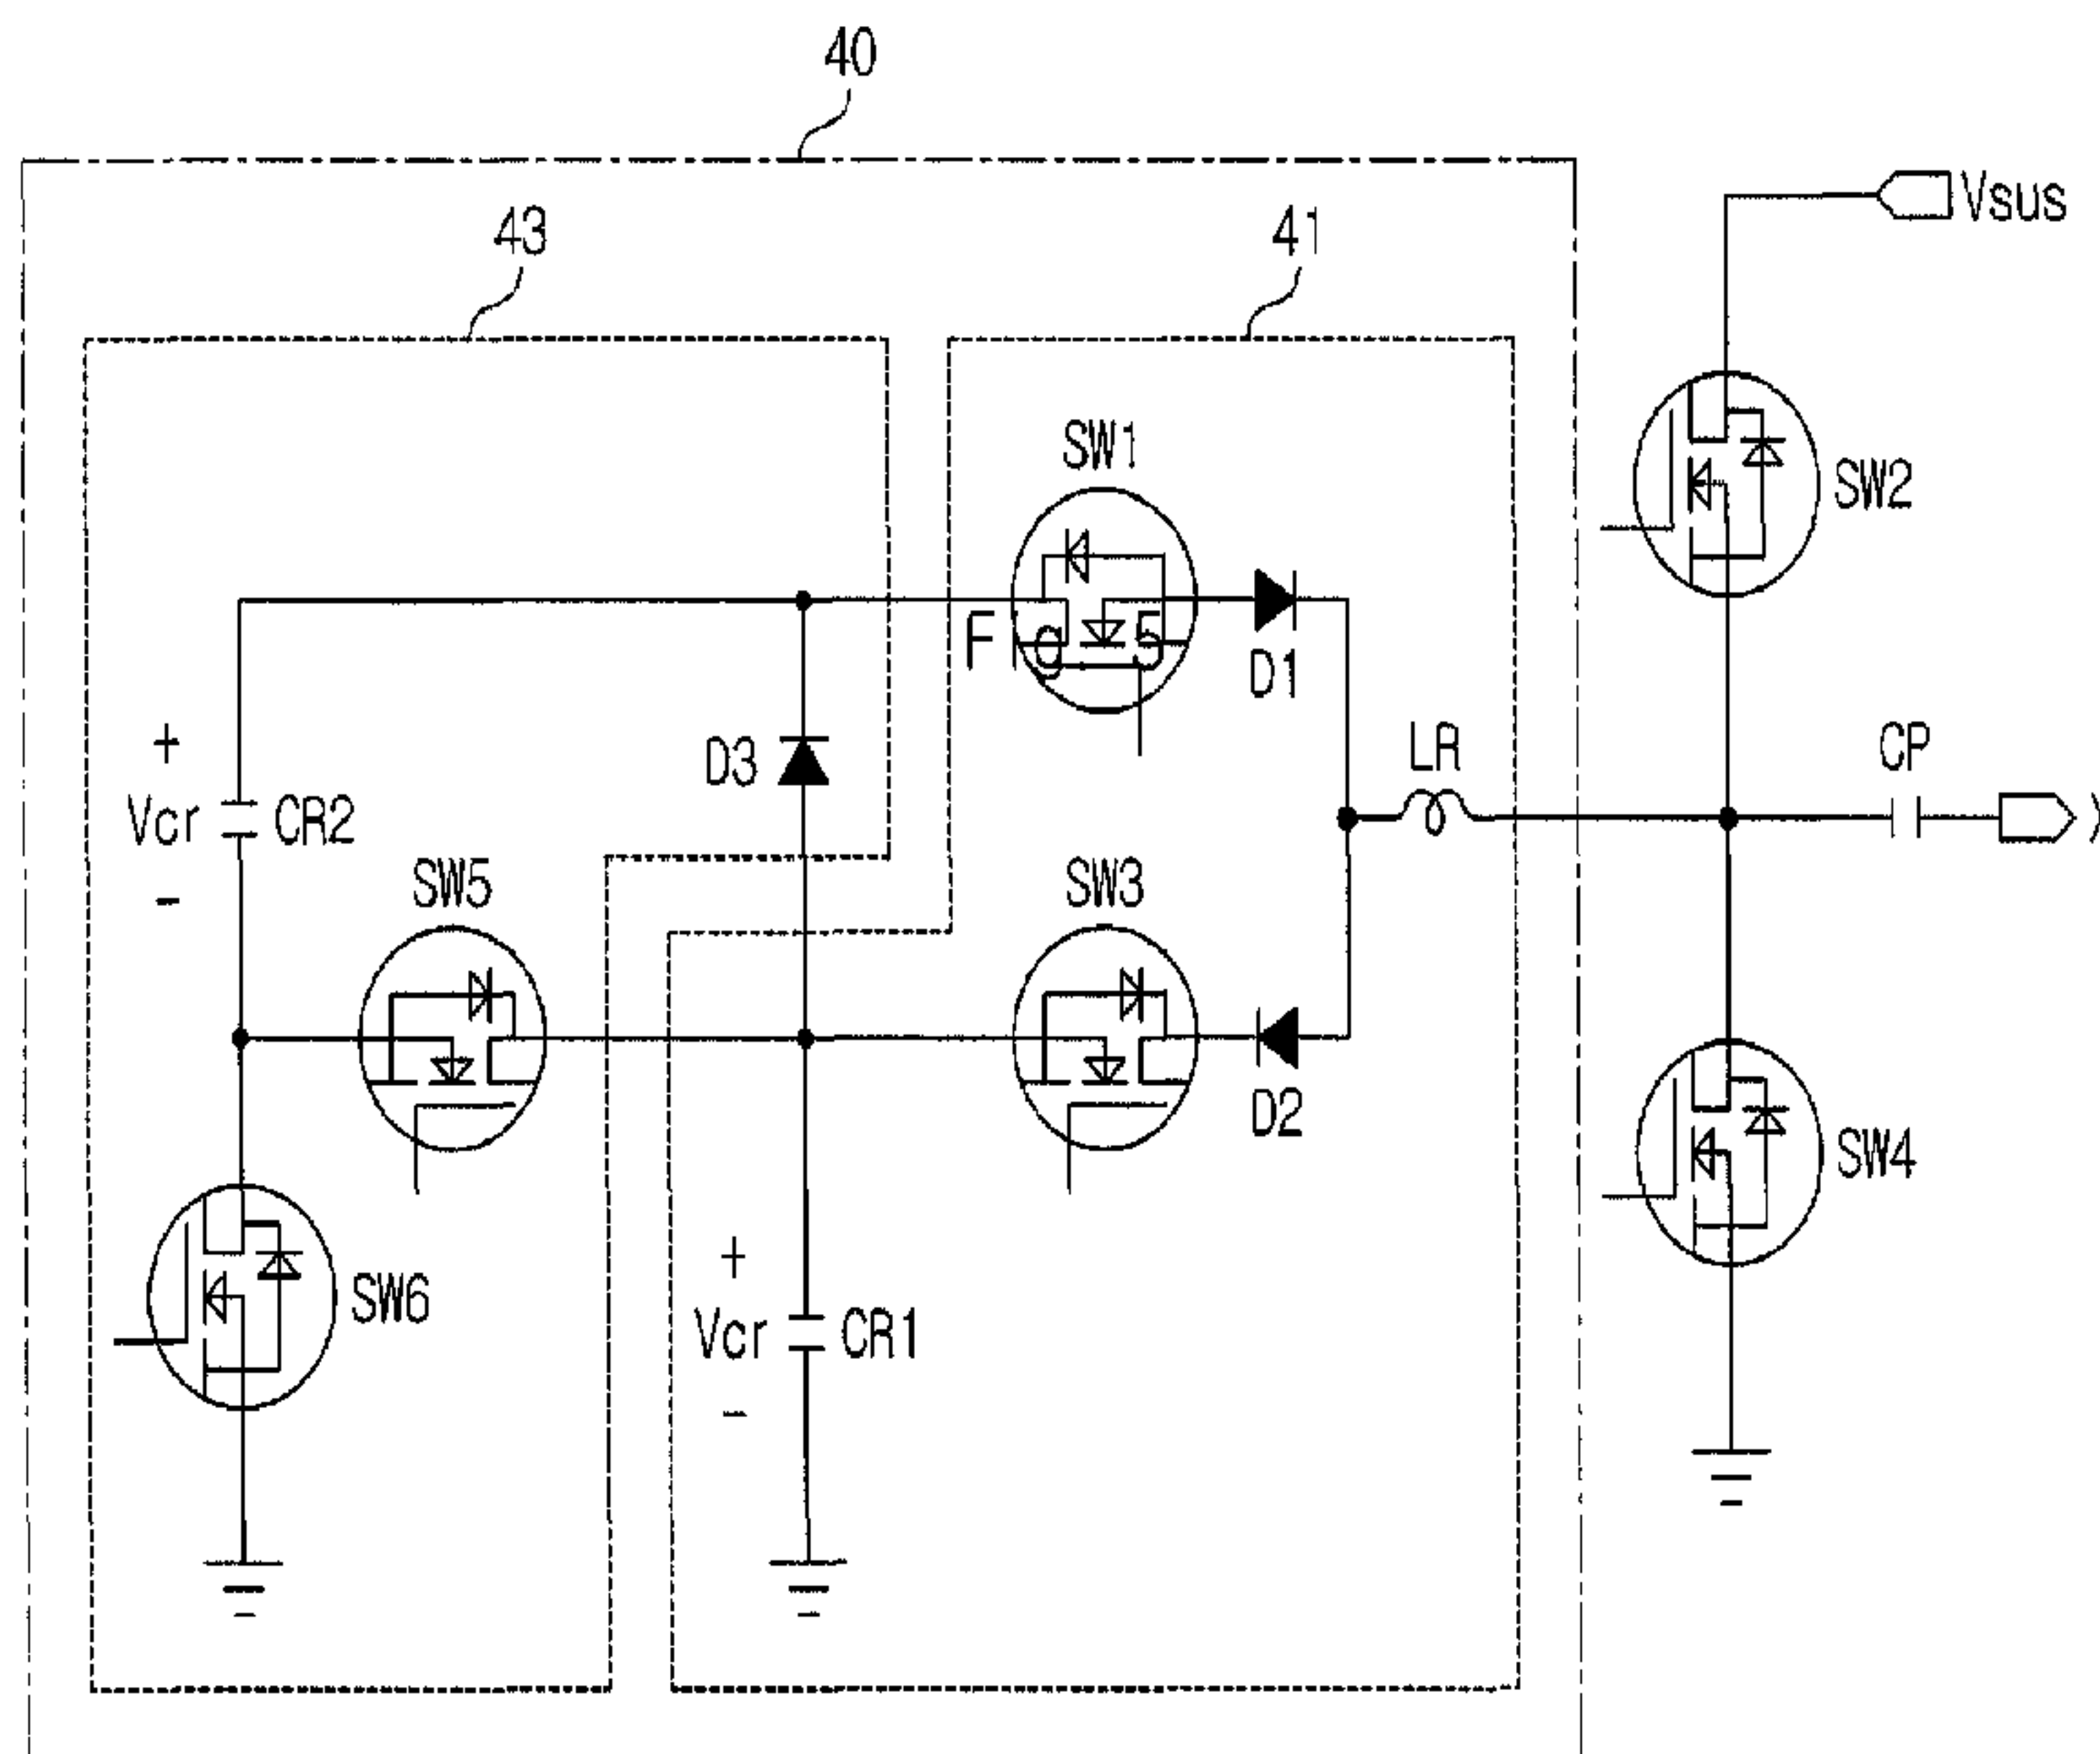 40
Vsus
43
41
SW1
SW2
Fig. 5
D1
D3
LR
CP
+
Vcr CR2
-
SW5
SW3
D2
SW4
SW6
+
Vcr CR1
-